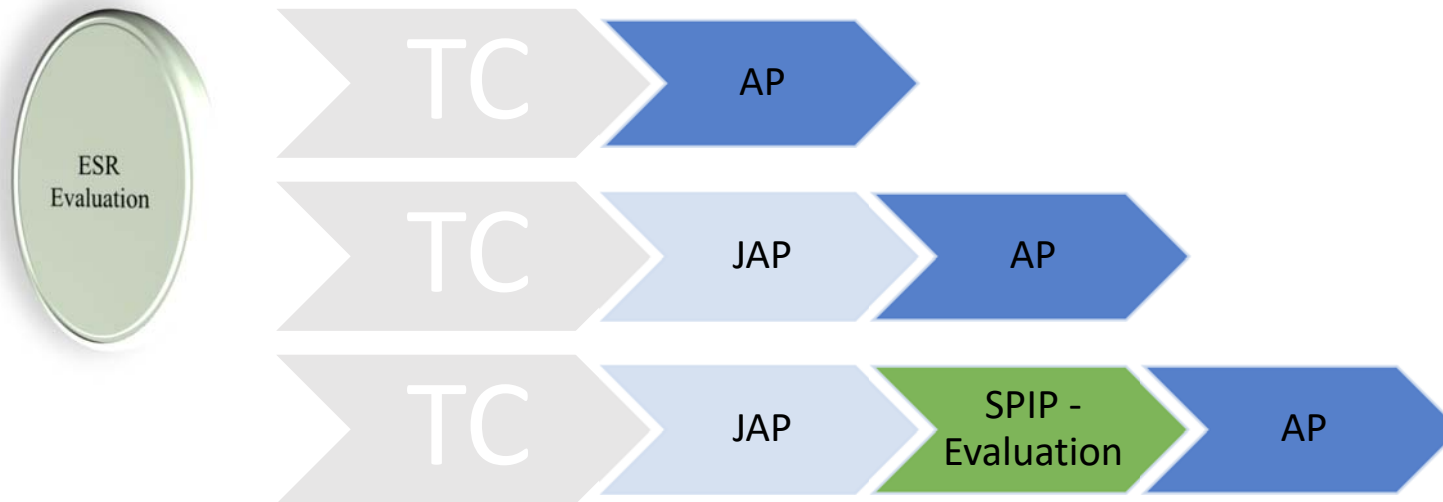 ESR
Evaluation
TC
AP
TC
JAP
AP
TC
JAP
SPIP -
Evaluation
AP